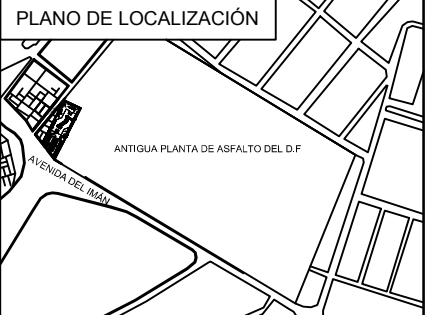 PLANO DE LOCALIZACIÓN
ANTIGUA PLANTA DE ASFALTO DEL D.F
AVENIDA DEL IMÁN